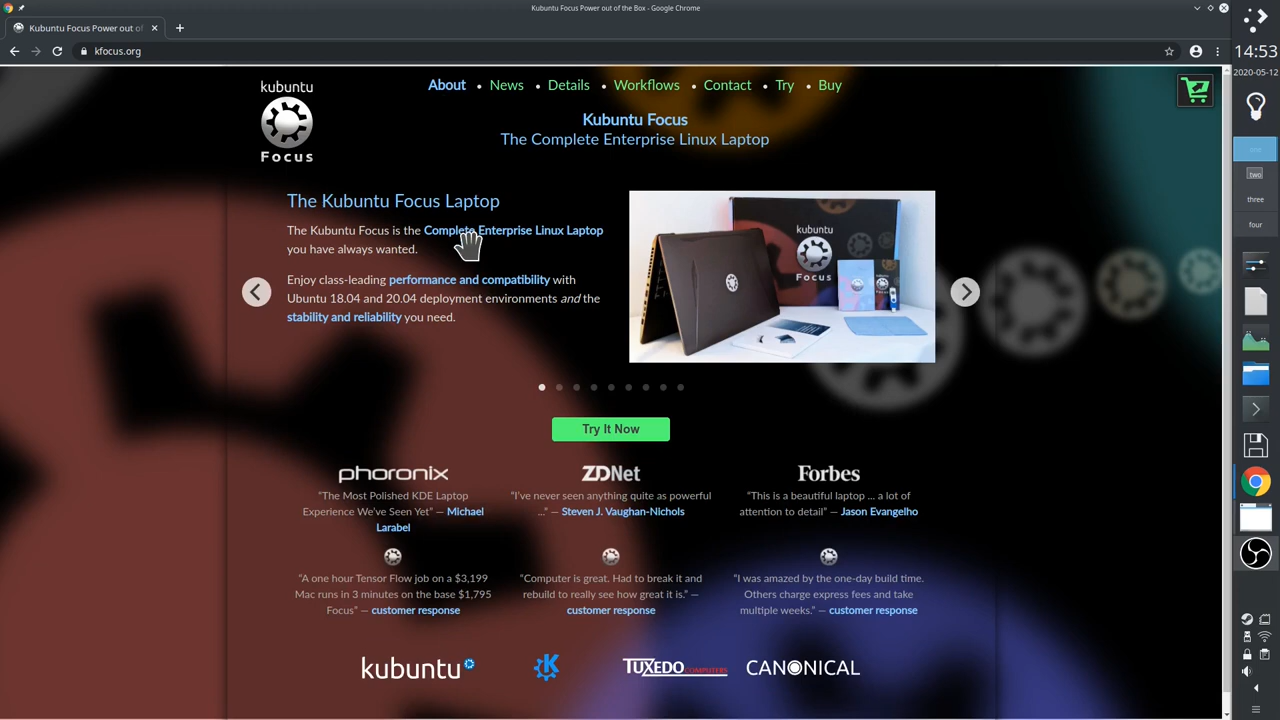 Kubuntu Focus Power out of the Box - Google Chrome
Kubuntu Focus Power out of
kfocus.org
14:53
2020-05-12
two
three
four
kubuntu
Focus
About • News • Details • Workflows • Contact • Try • Buy
Kubuntu Focus
The Complete Enterprise Linux Laptop
The Kubuntu Focus Laptop
The Kubuntu Focus is the Complete Enterprise Linux Laptop
you have always wanted.
Enjoy class-leading performance and compatibility with
Ubuntu 18.04 and 20.04 deployment environments and the
stability and reliability you need.
kubuntu
Focus
Try It Now
phoronix
"The Most Polished KDE Laptop
Experience We've Seen Yet" — Michael
Larabel
ZDNet
"I've never seen anything quite as powerful
..." — Steven J. Vaughan-Nichols
Forbes
"This is a beautiful laptop ... a lot of
attention to detail" — Jason Evangelho
"A one hour Tensor Flow job on a $3,199
Mac runs in 3 minutes on the base $1,795
Focus" — customer response
"Computer is great. Had to break it and
rebuild to really see how great it is." —
customer response
"I was amazed by the one-day build time.
Others charge express fees and take
multiple weeks." — customer response
kubuntu
K
TUXEDO COMPUTERS
CANONICAL